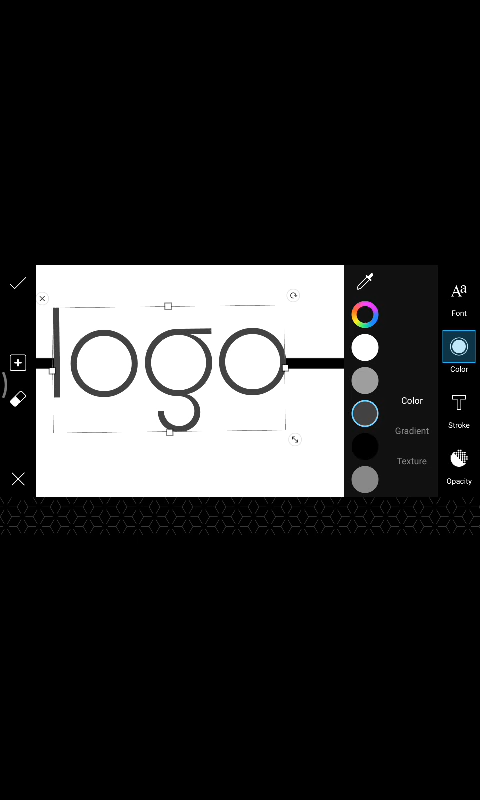 logo
Aa
Font
Color
Color
Gradient
T
Stroke
Texture
Opacity